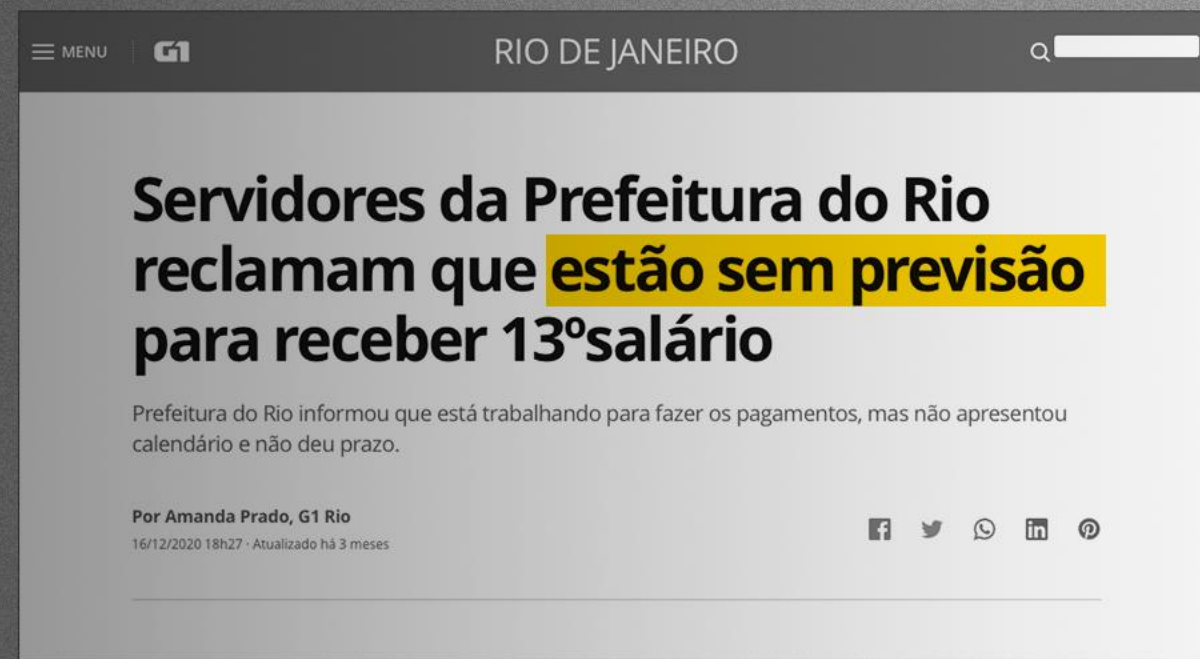 MENU
G1
RIO DE JANEIRO
Servidores da Prefeitura do Rio
reclamam que estão sem previsão
para receber 13ºsalário
Prefeitura do Rio informou que está trabalhando para fazer os pagamentos, mas não apresentou
calendário e não deu prazo.
Por Amanda Prado, G1 Rio
16/12/2020 18h27 · Atualizado há 3 meses